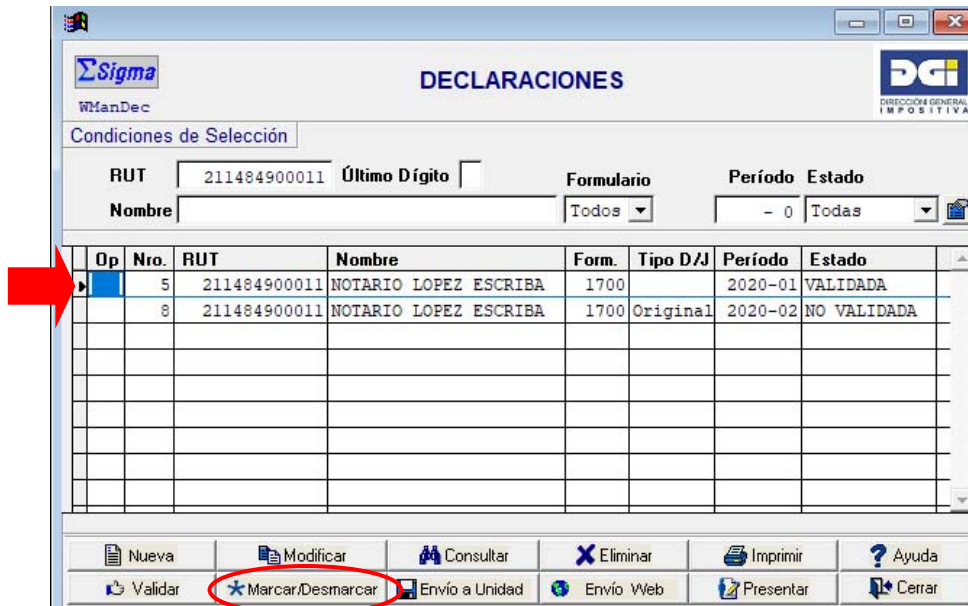 ΣSigma
DECLARACIONES
DGI
WManDec
DIRECCIÓN GENERAL
IMPOSITIVA
Condiciones de Selección
RUT 211484900011 Último Dígito Formulario Período Estado
Nombre Todos - 0 Todas
Op Nro. RUT Nombre Form. Tipo D/J Período Estado
5 211484900011 NOTARIO LOPEZ ESCRIBA 1700 2020-01 VALIDADA
8 211484900011 NOTARIO LOPEZ ESCRIBA 1700 Original 2020-02 NO VALIDADA
Nueva Modificar Consultar Eliminar Imprimir Ayuda
Validar Marcar/Desmarcar Envío a Unidad Envío Web Presentar Cerrar